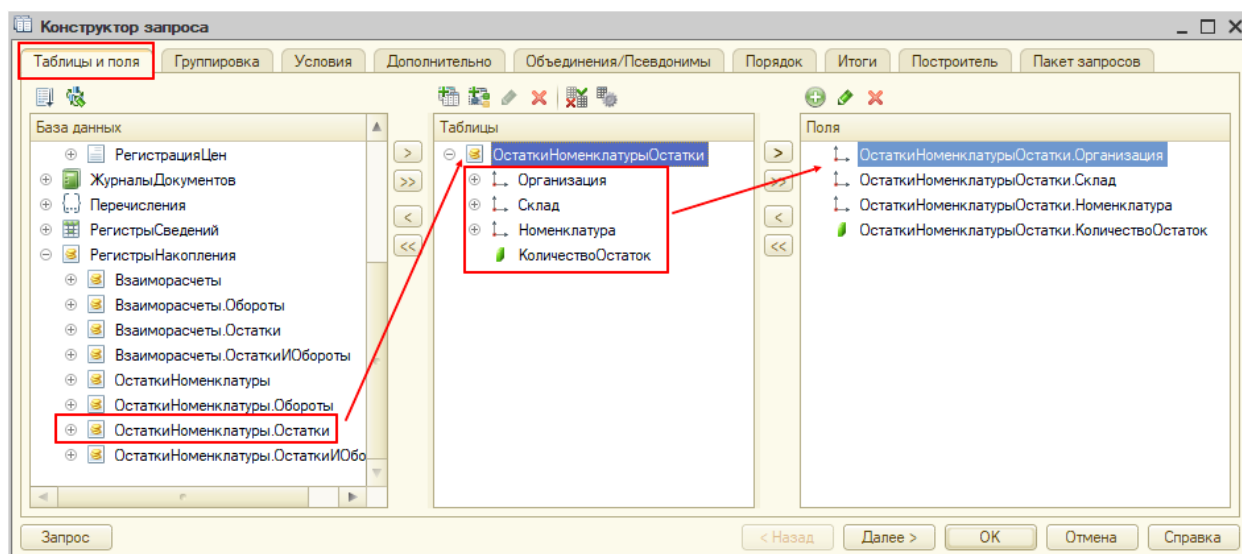 Конструктор запроса
Таблицы и поля Группировка Условия Дополнительно Объединения/Псевдонимы Порядок Итоги Построитель Пакет запросов
База данных
РегистрацияЦен
ЖурналыДокументов
Перечисления
РегистрыСведений
РегистрыНакопления
Взаиморасчеты
Взаиморасчеты.Обороты
Взаиморасчеты.Остатки
Взаиморасчеты.ОстаткиИОбороты
ОстаткиНоменклатуры
ОстаткиНоменклатуры.Обороты
ОстаткиНоменклатуры.Остатки
ОстаткиНоменклатуры.ОстаткиИОбо
> >> < <<
Таблицы
ОстаткиНоменклатурыОстатки
Организация
Склад
Номенклатура
КоличествоОстаток
> >> < <<
Поля
ОстаткиНоменклатурыОстатки.Организация
ОстаткиНоменклатурыОстатки.Склад
ОстаткиНоменклатурыОстатки.Номенклатура
ОстаткиНоменклатурыОстатки.КоличествоОстаток
Запрос < Назад Далее > ОК Отмена Справка